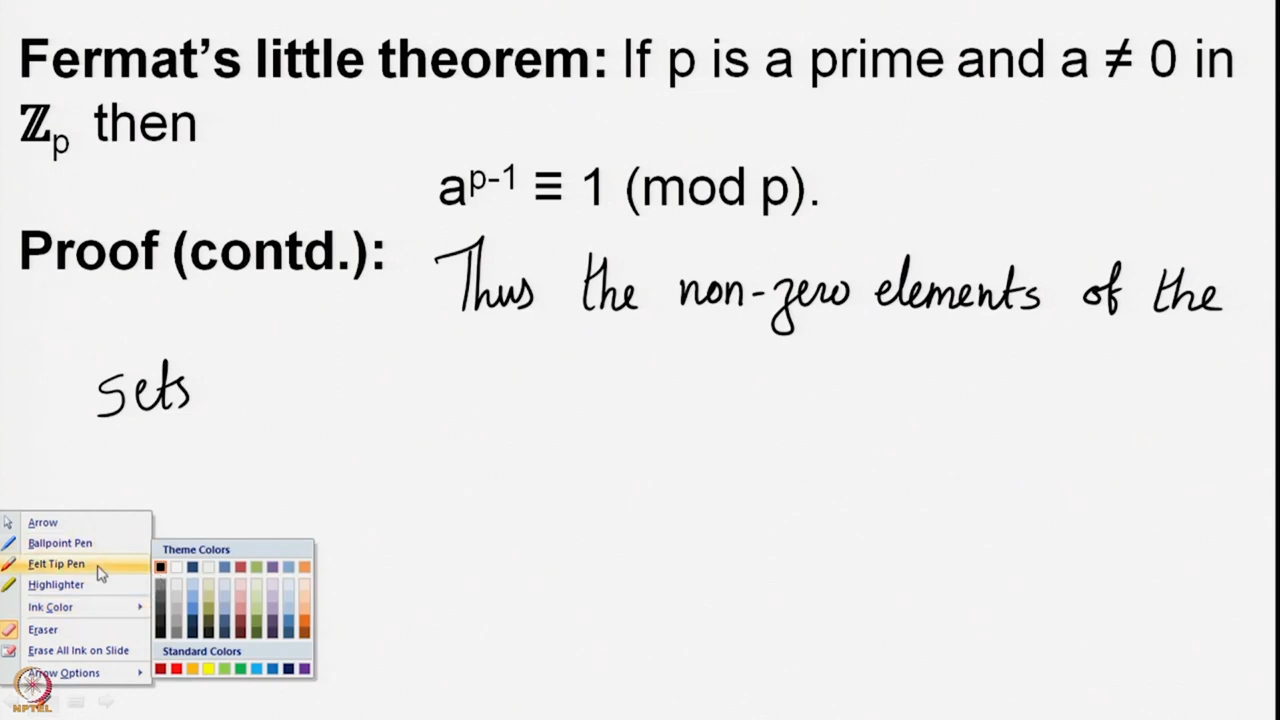 Fermat's little theorem: If p is a prime and a ≠ 0 in
ℤp then
a^p-1 ≡ 1 (mod p).
Proof (contd.): Thus the non-zero elements of the
sets
Arrow
Ballpoint Pen
Felt Tip Pen
Highlighter
Ink Color
Eraser
Erase All Ink on Slide
Arrow Options
Theme Colors
Standard Colors
NPTEL